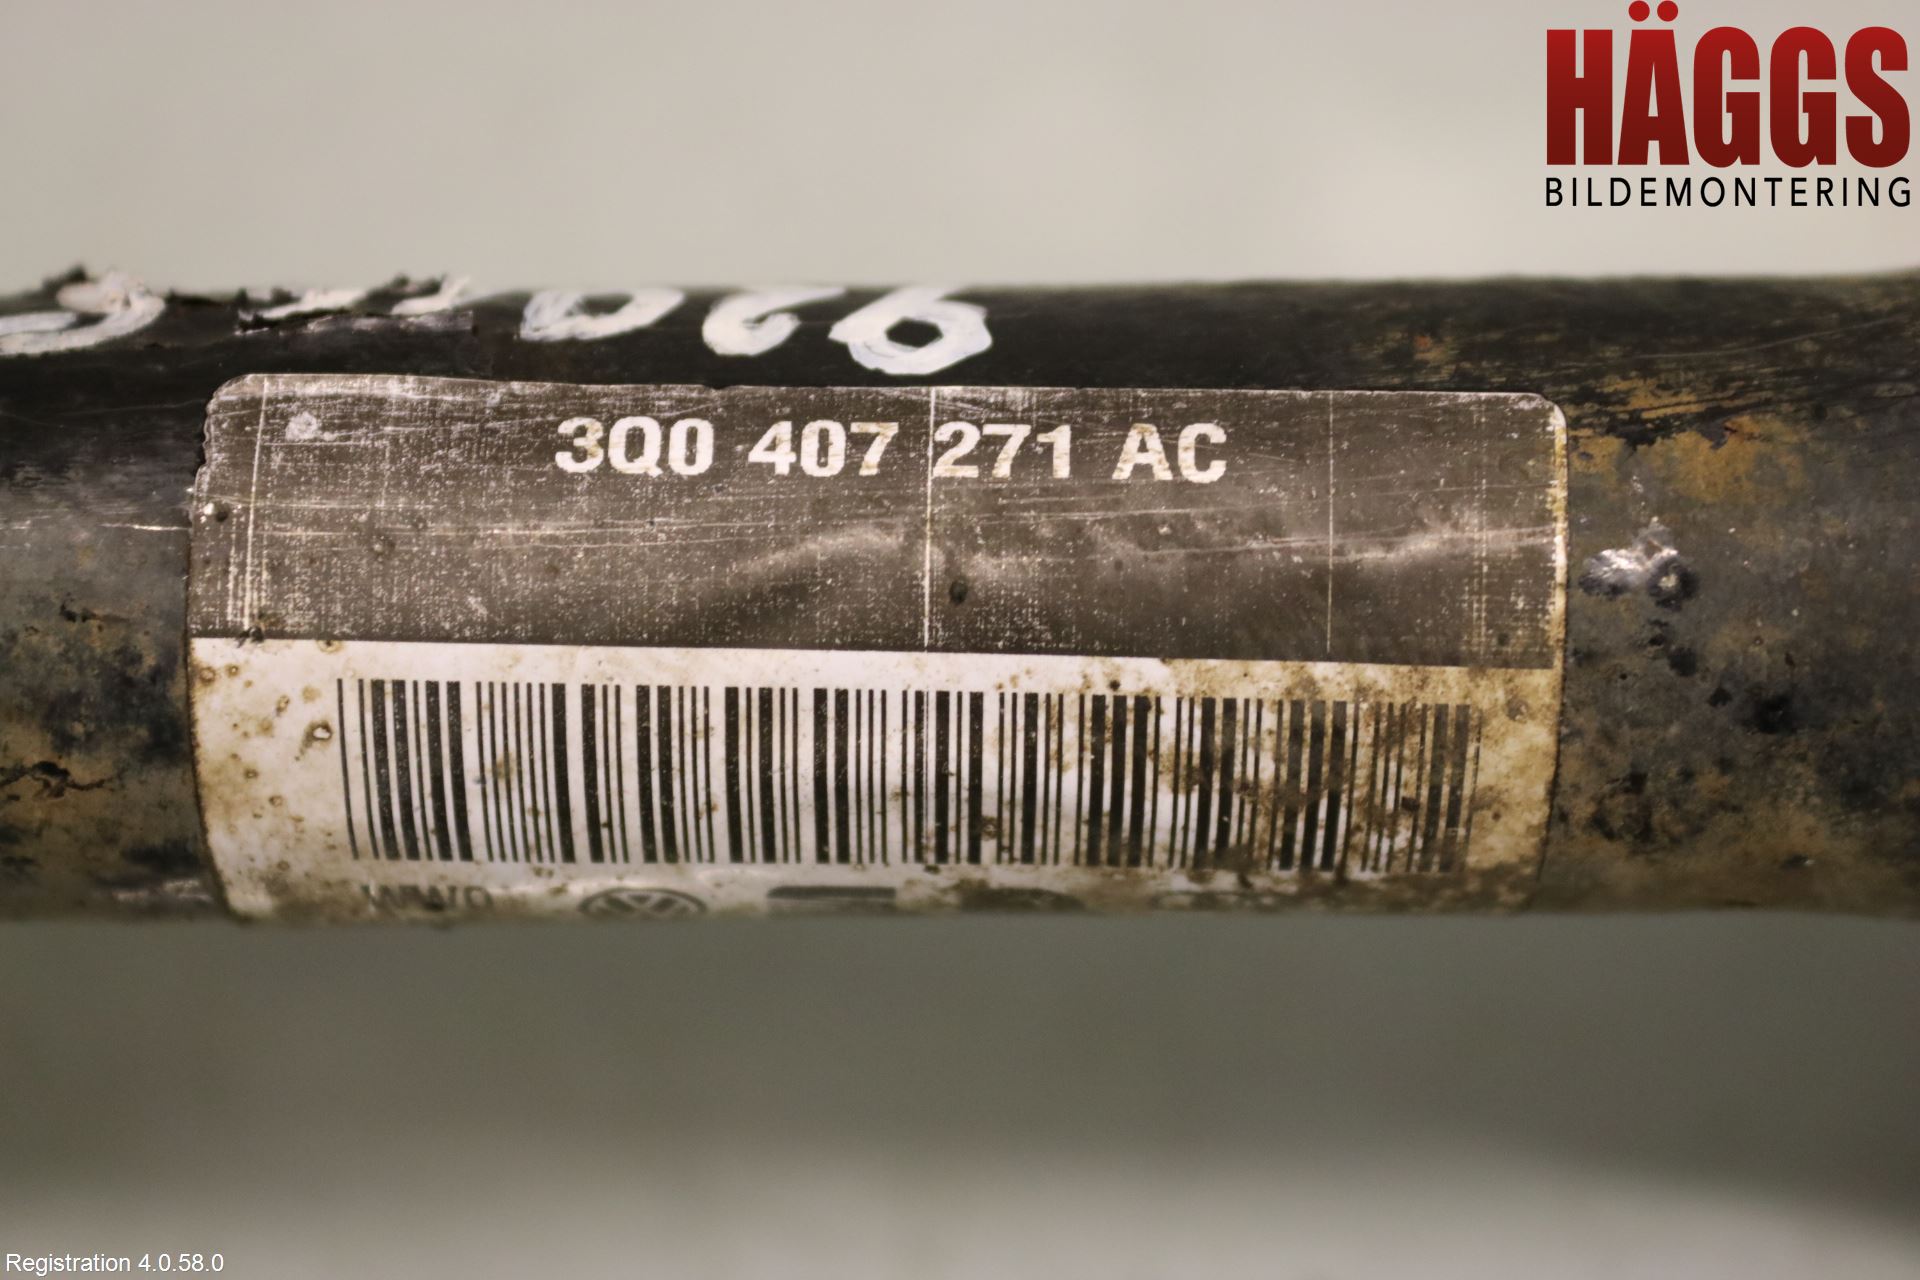 HÄGGS
BILDEMONTERING
3Q0 407 271 AC
Registration 4.0.58.0